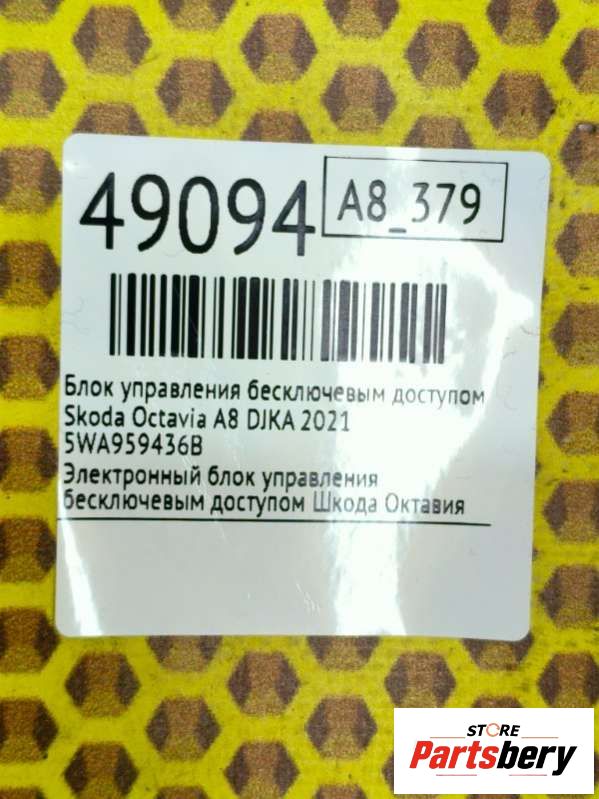 49094
A8_379
Блок управления бесключевым доступом
Skoda Octavia A8 DJKA 2021
5WA959436B
Электронный блок управления
бесключевым доступом Шкода Октавия
STORE
Partsbery